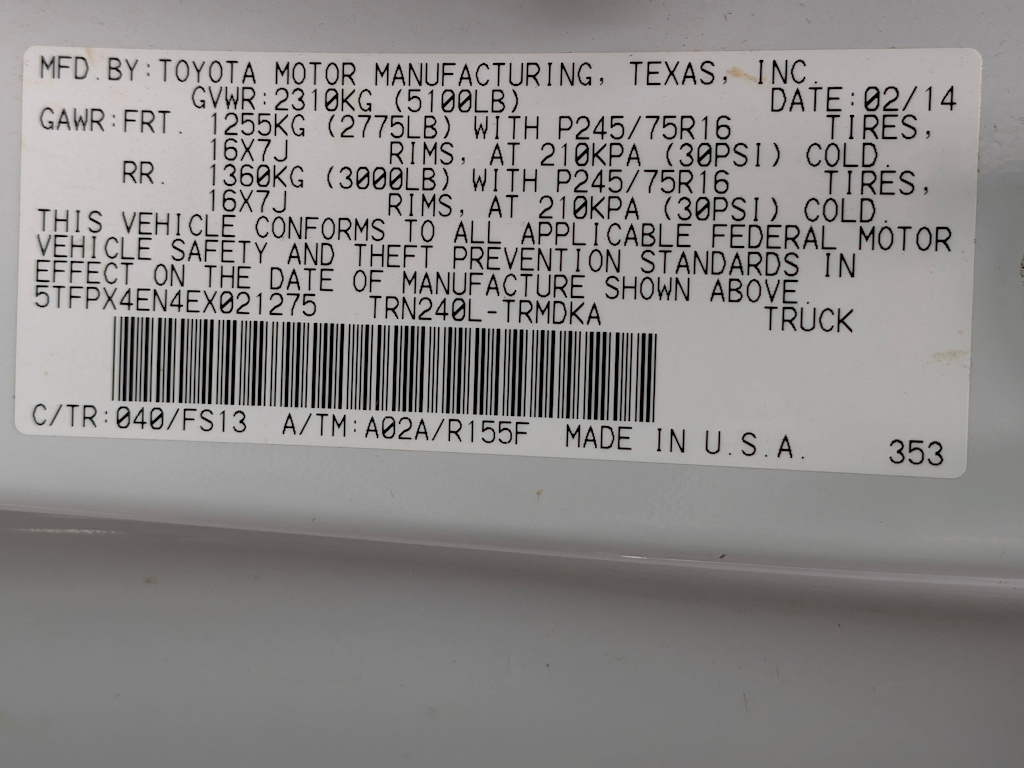 MFD.BY:TOYOTA MOTOR MANUFACTURING, TEXAS, INC.
GVWR:2310KG (5100LB) DATE:02/14
GAWR:FRT. 1255KG (2775LB) WITH P245/75R16 TIRES,
16X7J RIMS, AT 210KPA (30PSI) COLD.
RR. 1360KG (3000LB) WITH P245/75R16 TIRES,
16X7J RIMS, AT 210KPA (30PSI) COLD.
THIS VEHICLE CONFORMS TO ALL APPLICABLE FEDERAL MOTOR
VEHICLE SAFETY AND THEFT PREVENTION STANDARDS IN
EFFECT ON THE DATE OF MANUFACTURE SHOWN ABOVE.
5TFPX4EN4EX021275 TRN240L-TRMDKA TRUCK
C/TR:040/FS13 A/TM:A02A/R155F MADE IN U.S.A. 353